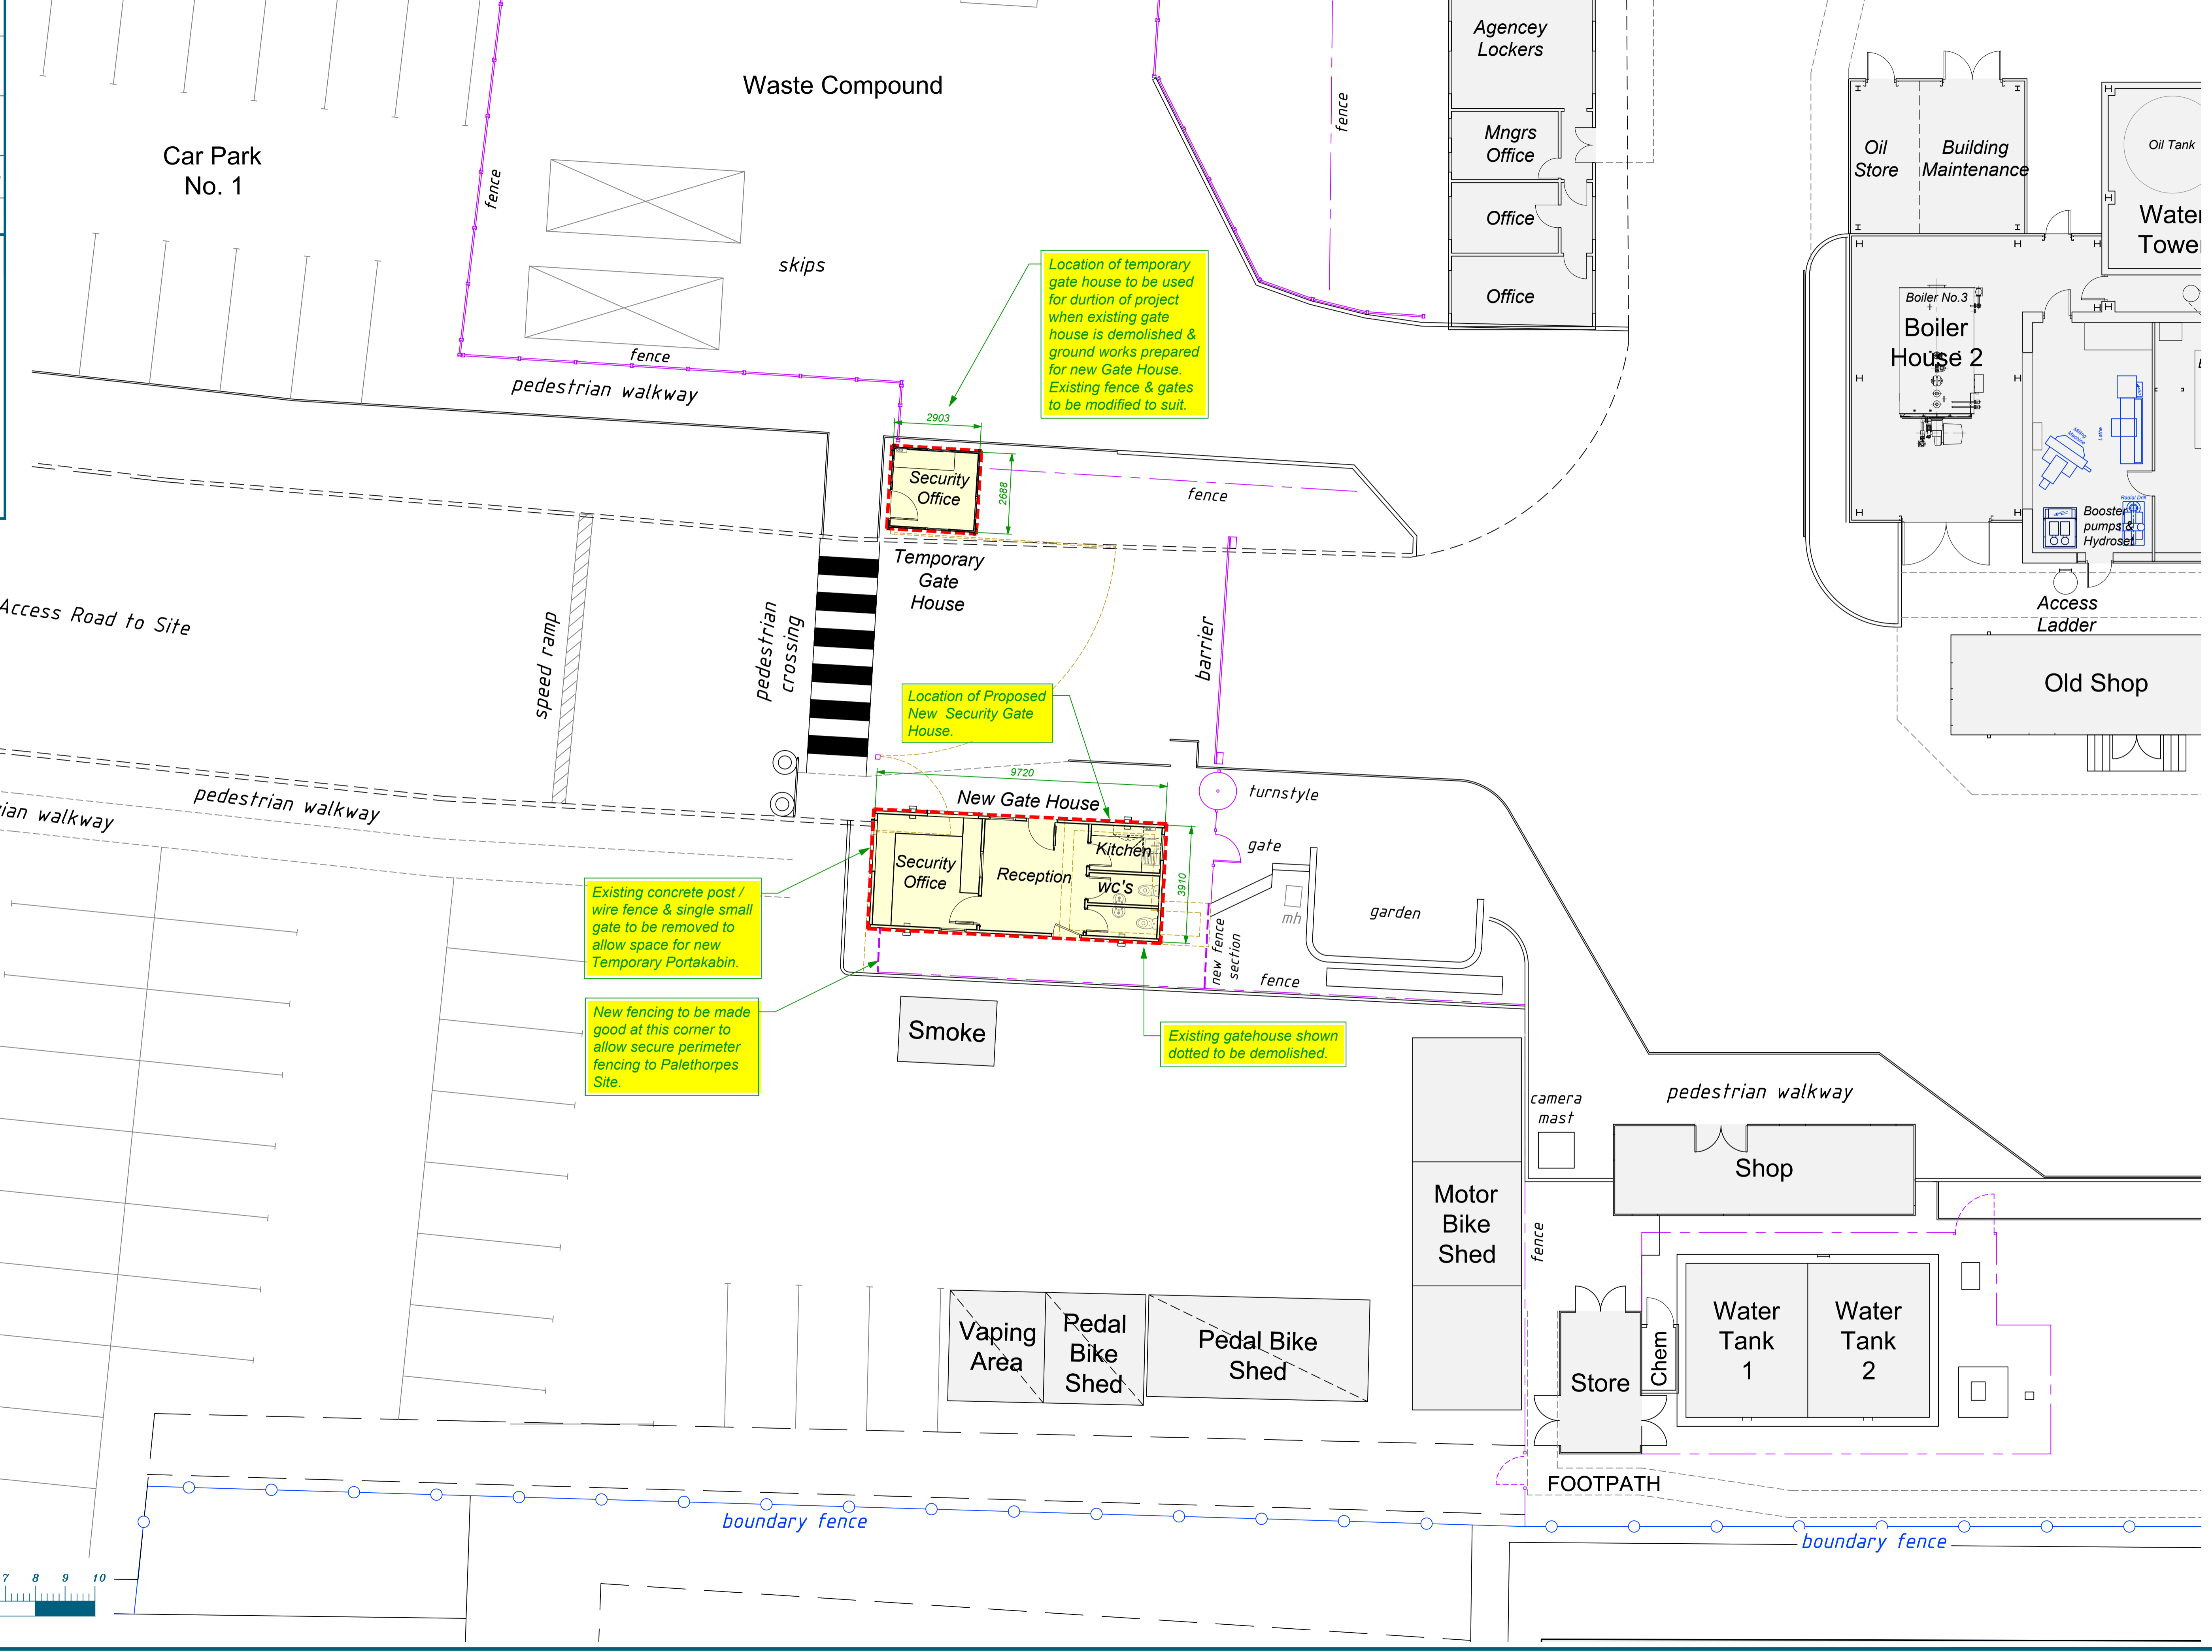 Waste Compound
Agencey
Lockers
fence
Mngrs
Office
Office
Office
Oil
Store
Building
Maintenance
Oil Tank
Car Park
No. 1
fence
skips
fence
pedestrian walkway
Location of temporary
gate house to be used
for durtion of project
when existing gate
house is demolished &
ground works prepared
for new Gate House.
Existing fence & gates
to be modified to suit.
Boiler No.3
Boiler
House 2
Milling
Machine
Lathe
Radial Drill
Booster
pumps &
Hydroset
2903
2688
Security
Office
fence
Temporary
Gate
House
Access Road to Site
speed ramp
pedestrian
crossing
barrier
Access
Ladder
Old Shop
Location of Proposed
New Security Gate
House.
9720
New Gate House
turnstyle
gate
pedestrian walkway
walkway
Security
Office
Reception
Kitchen
wc's
3910
mh
garden
new fence
section
fence
Existing concrete post /
wire fence & single small
gate to be removed to
allow space for new
Temporary Portakabin.
New fencing to be made
good at this corner to
allow secure perimeter
fencing to Palethorpes
Site.
Smoke
Existing gatehouse shown
dotted to be demolished.
camera
mast
pedestrian walkway
Shop
Motor
Bike
Shed
fence
Vaping
Area
Pedal
Bike
Shed
Pedal Bike
Shed
Store
Chem
Water
Tank
1
Water
Tank
2
FOOTPATH
boundary fence
boundary fence
7 8 9 10